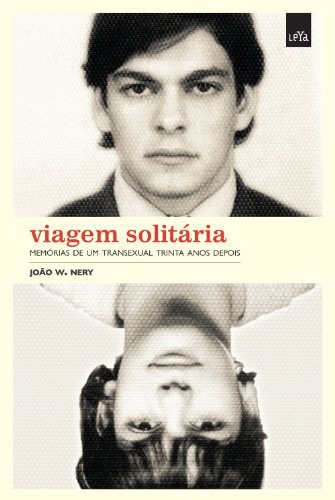 LeYa
viagem solitária
MEMÓRIAS DE UM TRANSEXUAL TRINTA ANOS DEPOIS
JOÃO W. NERY